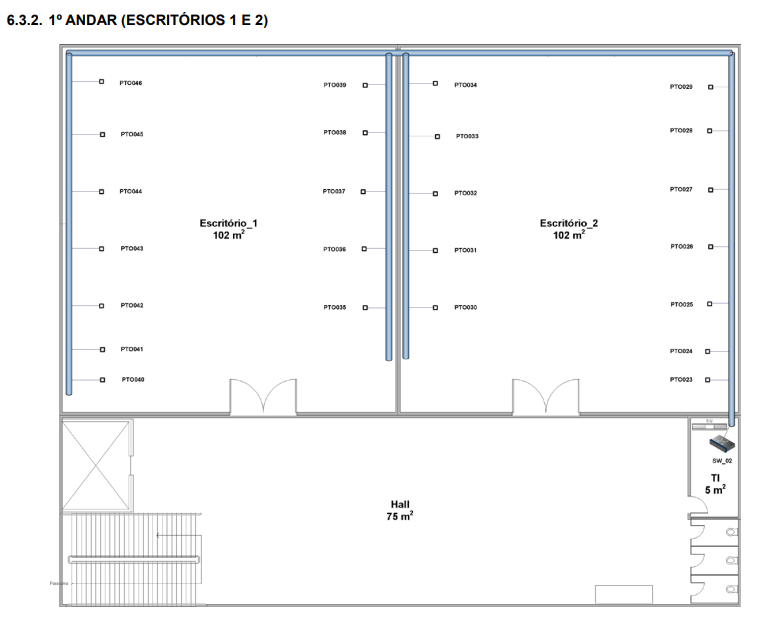 6.3.2. 1º ANDAR (ESCRITÓRIOS 1 E 2)
PTO046
PTO039
PTO034
PTO029
PTO045
PTO038
PTO033
PTO028
PTO044
PTO037
PTO032
PTO027
Escritório_1
102 m²
Escritório_2
102 m²
PTO043
PTO036
PTO031
PTO026
PTO042
PTO035
PTO030
PTO025
PTO041
PTO024
PTO040
PTO023
SW_02
TI
5 m²
Hall
75 m²